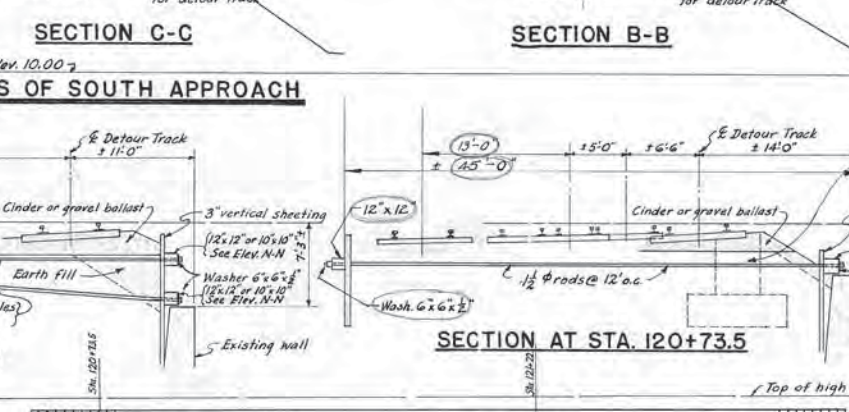 for detour track
for detour track
SECTION C-C
SECTION B-B
ev. 10.00
S OF SOUTH APPROACH
℄ Detour Track
± 11'-0"
13'-0"
± 45'-0"
±5'-0"
±6'-6"
℄ Detour Track
± 14'-0"
Cinder or gravel ballast
3" vertical sheeting
12"x12"
Cinder or gravel ballast
12"x12" or 10"x10"
See Elev. N-N
7'-3"±
Earth fill
Washer 6"x6"x½"
12"x12" or 10"x10"
See Elev. N-N
1½ Φ rods @ 12' o.c.
les}
Wash. 6"x6"x½"
SECTION AT STA. 120+73.5
Existing wall
Sta. 120+73.5
Sta. 121+22
Top of high